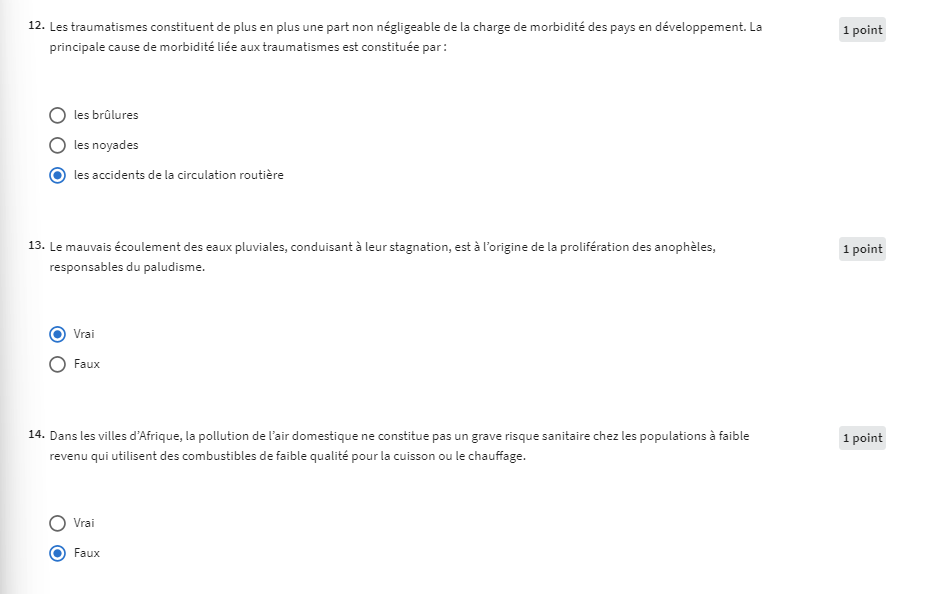 12. Les traumatismes constituent de plus en plus une part non négligeable de la charge de morbidité des pays en développement. La
1 point
principale cause de morbidité liée aux traumatismes est constituée par :
les brûlures
les noyades
les accidents de la circulation routière
13. Le mauvais écoulement des eaux pluviales, conduisant à leur stagnation, est à l'origine de la prolifération des anophèles,
1 point
responsables du paludisme.
Vrai
Faux
14. Dans les villes d'Afrique, la pollution de l'air domestique ne constitue pas un grave risque sanitaire chez les populations à faible
1 point
revenu qui utilisent des combustibles de faible qualité pour la cuisson ou le chauffage.
Vrai
Faux